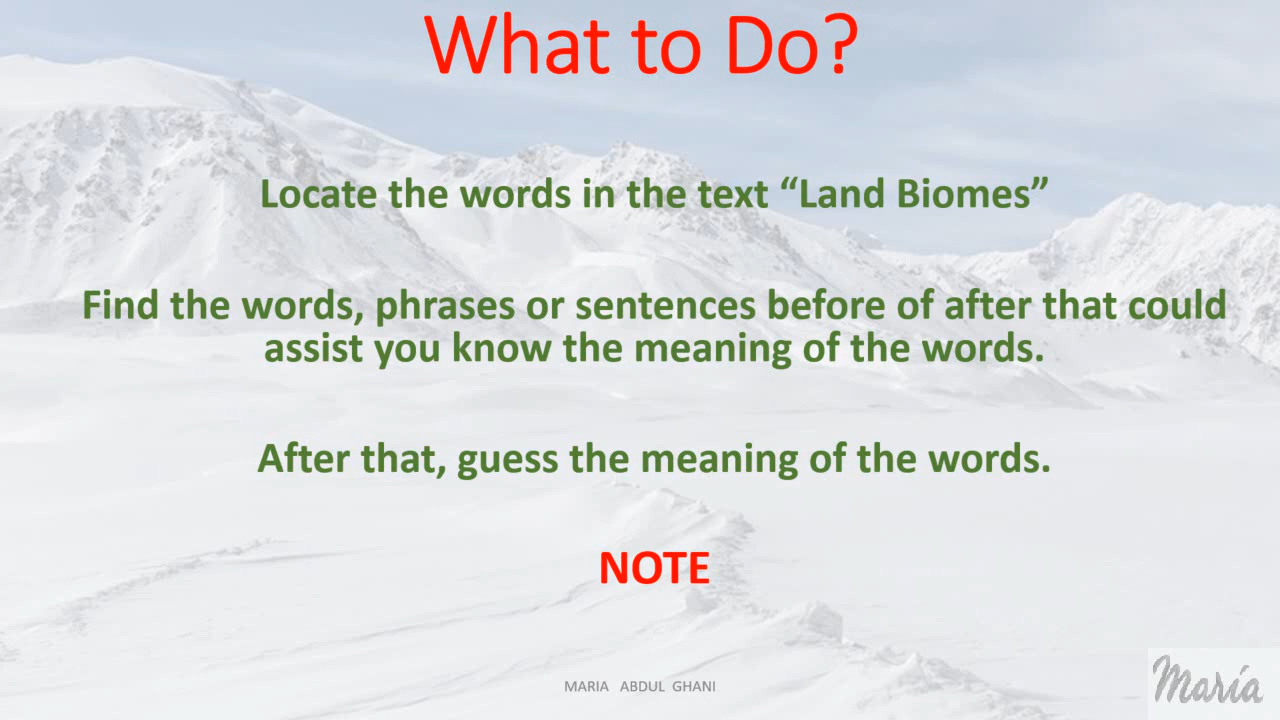 What to Do?
Locate the words in the text “Land Biomes”
Find the words, phrases or sentences before of after that could
assist you know the meaning of the words.
After that, guess the meaning of the words.
NOTE
MARIA ABDUL GHANI
María